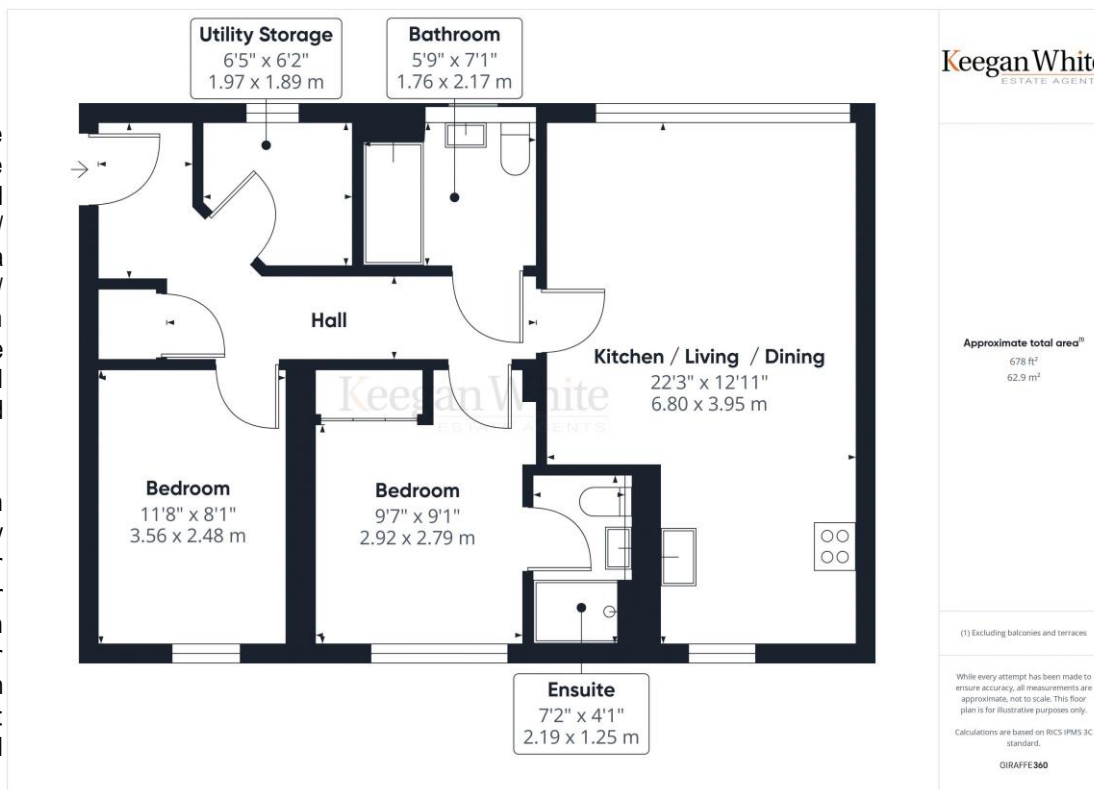 Utility Storage
6'5" x 6'2"
1.97 x 1.89 m
Bathroom
5'9" x 7'1"
1.76 x 2.17 m
Hall
Kitchen / Living / Dining
22'3" x 12'11"
6.80 x 3.95 m
Keegan White
ESTATE AGENTS
Bedroom
11'8" x 8'1"
3.56 x 2.48 m
Bedroom
9'7" x 9'1"
2.92 x 2.79 m
Ensuite
7'2" x 4'1"
2.19 x 1.25 m
Keegan White
ESTATE AGENT
Approximate total area(1)
678 ft²
62.9 m²
(1) Excluding balconies and terraces
While every attempt has been made to
ensure accuracy, all measurements are
approximate, not to scale. This floor
plan is for illustrative purposes only.
Calculations are based on RICS IPMS 3C
standard.
GIRAFFE360